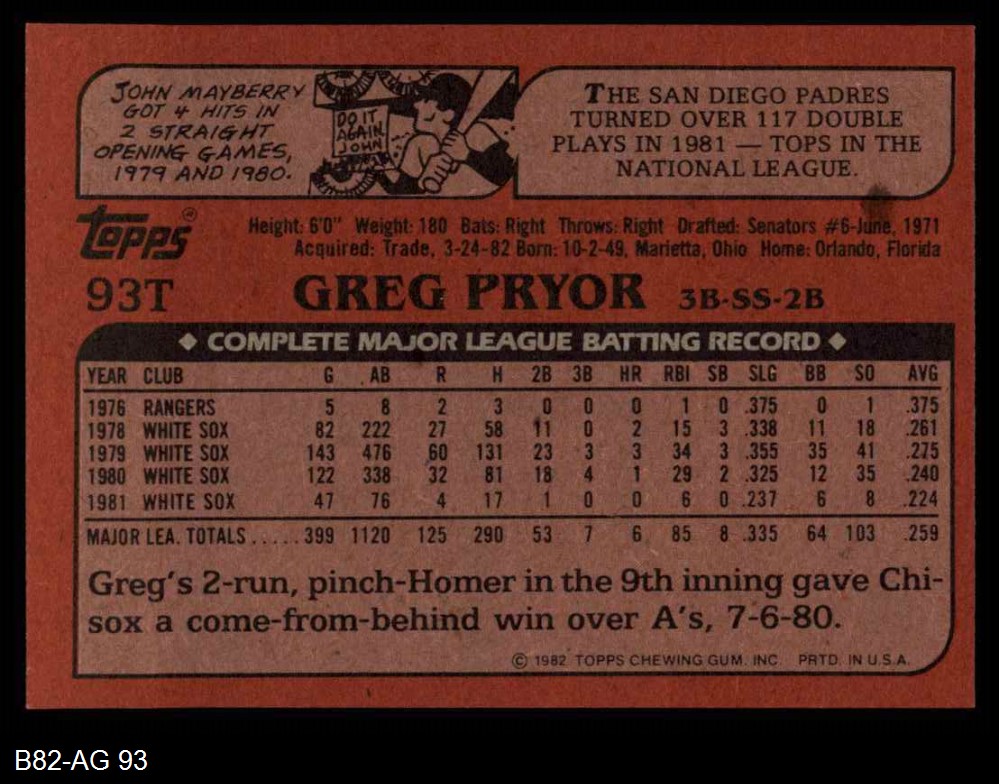 JOHN MAYBERRY
GOT 4 HITS IN
2 STRAIGHT
OPENING GAMES,
1979 AND 1980.
DO IT
AGAIN,
JOHN
THE SAN DIEGO PADRES
TURNED OVER 117 DOUBLE
PLAYS IN 1981 — TOPS IN THE
NATIONAL LEAGUE.
Topps®
Height: 6'0" Weight: 180 Bats: Right Throws: Right Drafted: Senators #6-June, 1971
Acquired: Trade, 3-24-82 Born: 10-2-49, Marietta, Ohio Home: Orlando, Florida
93T GREG PRYOR 3B-SS-2B
◆ COMPLETE MAJOR LEAGUE BATTING RECORD ◆
YEAR CLUB G AB R H 2B 3B HR RBI SB SLG BB SO AVG
1976 RANGERS 5 8 2 3 0 0 0 1 0 .375 0 1 .375
1978 WHITE SOX 82 222 27 58 11 0 2 15 3 .338 11 18 .261
1979 WHITE SOX 143 476 60 131 23 3 3 34 3 .355 35 41 .275
1980 WHITE SOX 122 338 32 81 18 4 1 29 2 .325 12 35 .240
1981 WHITE SOX 47 76 4 17 1 0 0 6 0 .237 6 8 .224
MAJOR LEA. TOTALS.....399 1120 125 290 53 7 6 85 8 .335 64 103 .259
Greg's 2-run, pinch-Homer in the 9th inning gave Chi-
sox a come-from-behind win over A's, 7-6-80.
© 1982 TOPPS CHEWING GUM. INC. PRTD. IN U.S.A.
B82-AG 93